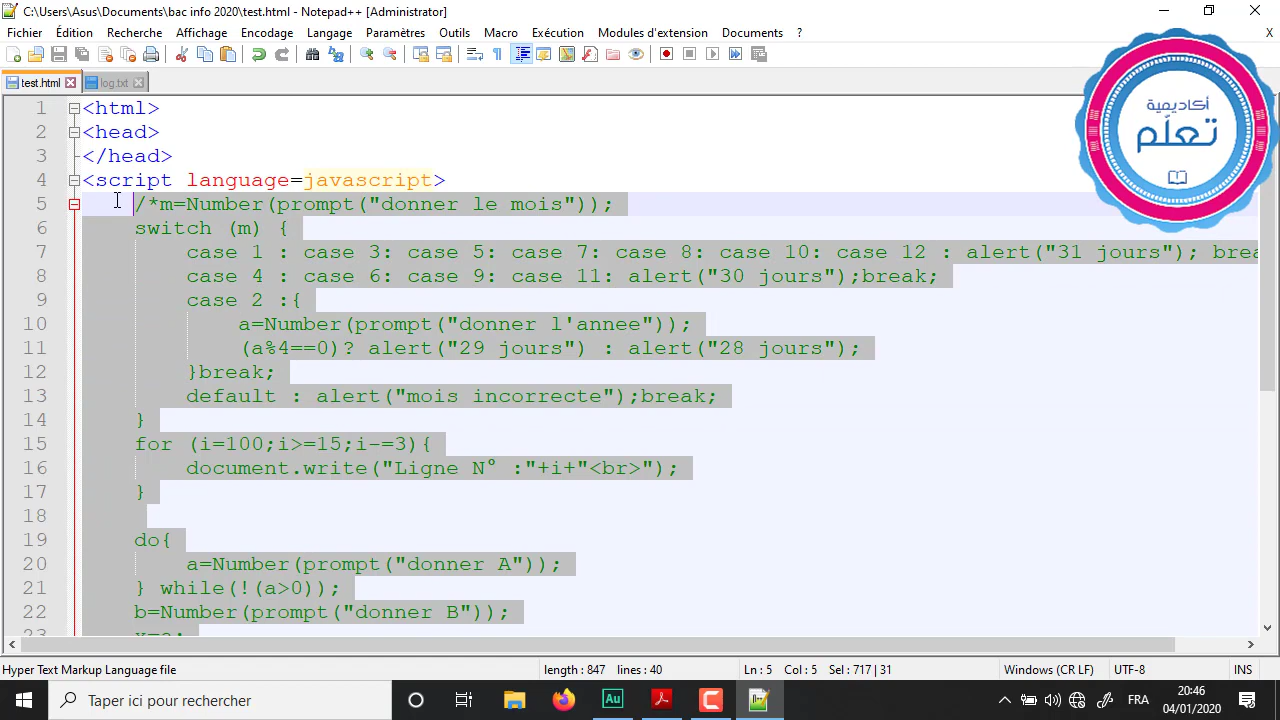 C:\Users\Asus\Documents\bac info 2020\test.html - Notepad++ [Administrator]
Fichier Édition Recherche Affichage Encodage Langage Paramètres Outils Macro Exécution Modules d'extension Documents ? X
test.html log.txt
أكاديمية
تعلّم
1 <html>
2 <head>
3 </head>
4 <script language=javascript>
5 /*m=Number(prompt("donner le mois"));
6 switch (m) {
7 case 1 : case 3: case 5: case 7: case 8: case 10: case 12 : alert("31 jours"); brea
8 case 4 : case 6: case 9: case 11: alert("30 jours");break;
9 case 2 :{
10 a=Number(prompt("donner l'annee"));
11 (a%4==0)? alert("29 jours") : alert("28 jours");
12 }break;
13 default : alert("mois incorrecte");break;
14 }
15 for (i=100;i>=15;i-=3){
16 document.write("Ligne N° :"+i+"<br>");
17 }
18
19 do{
20 a=Number(prompt("donner A"));
21 } while(!(a>0));
22 b=Number(prompt("donner B"));
23 x=a;
Hyper Text Markup Language file length : 847 lines : 40 Ln : 5 Col : 5 Sel : 717 | 31 Windows (CR LF) UTF-8 INS
Taper ici pour rechercher
FRA
20:46
04/01/2020